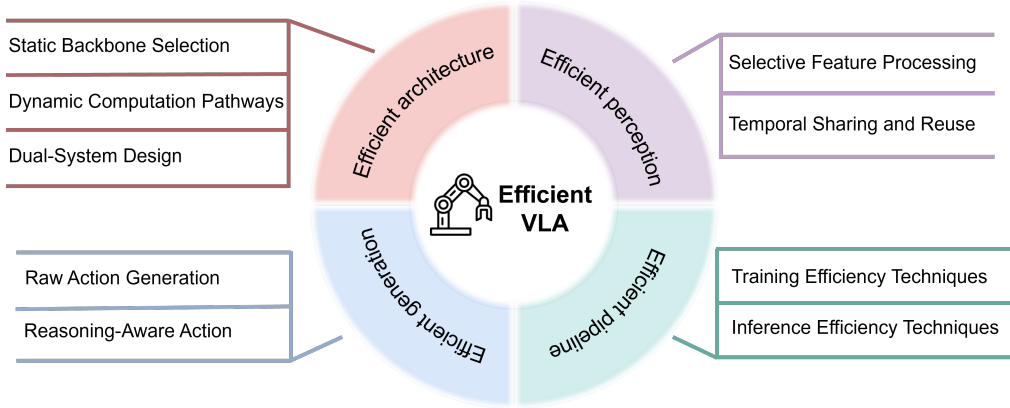 Static Backbone Selection
Dynamic Computation Pathways
Dual-System Design
Efficient architecture
Efficient perception
Selective Feature Processing
Temporal Sharing and Reuse
Efficient
VLA
Raw Action Generation
Reasoning-Aware Action
Efficient generation
Efficient pipeline
Training Efficiency Techniques
Inference Efficiency Techniques